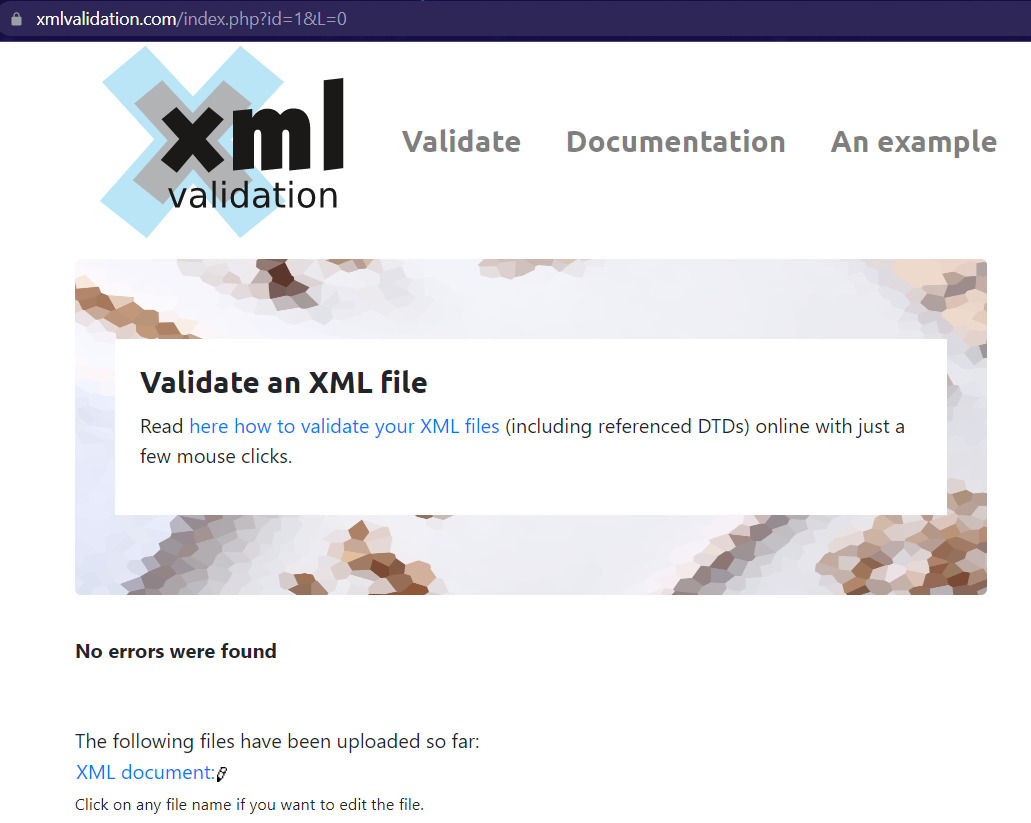 xmlvalidation.com/index.php?id=1&L=0
xml
validation
Validate Documentation An example
Validate an XML file
Read here how to validate your XML files (including referenced DTDs) online with just a
few mouse clicks.
No errors were found
The following files have been uploaded so far:
XML document:
Click on any file name if you want to edit the file.